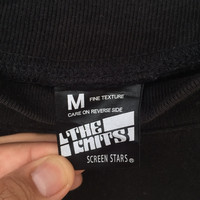 M FINE TEXTURE
CARE ON REVERSE SIDE
THE
KNITS
SCREEN STARS®